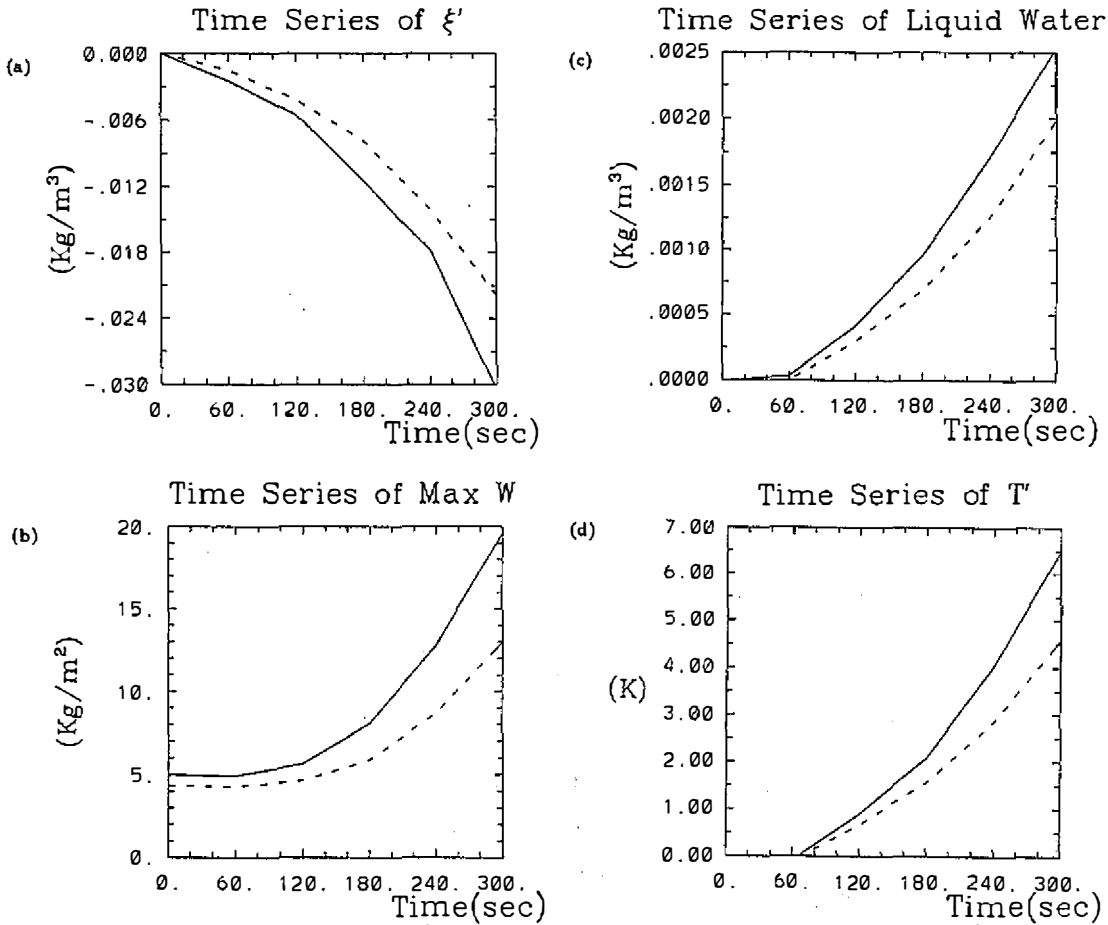 Time Series of ξ'
(a)
0.000
-.006
-.012
-.018
-.024
-.030
(Kg/m³)
0. 60. 120. 180. 240. 300.
Time(sec)
Time Series of Liquid Water
(c)
.0025
.0020
.0015
.0010
.0005
.0000
(Kg/m³)
0. 60. 120. 180. 240. 300.
Time(sec)
Time Series of Max W
(b)
20.
15.
10.
5.
0.
(Kg/m²)
0. 60. 120. 180. 240. 300.
Time(sec)
Time Series of T'
(d)
7.00
6.00
5.00
4.00
3.00
2.00
1.00
0.00
(K)
0. 60. 120. 180. 240. 300.
Time(sec)